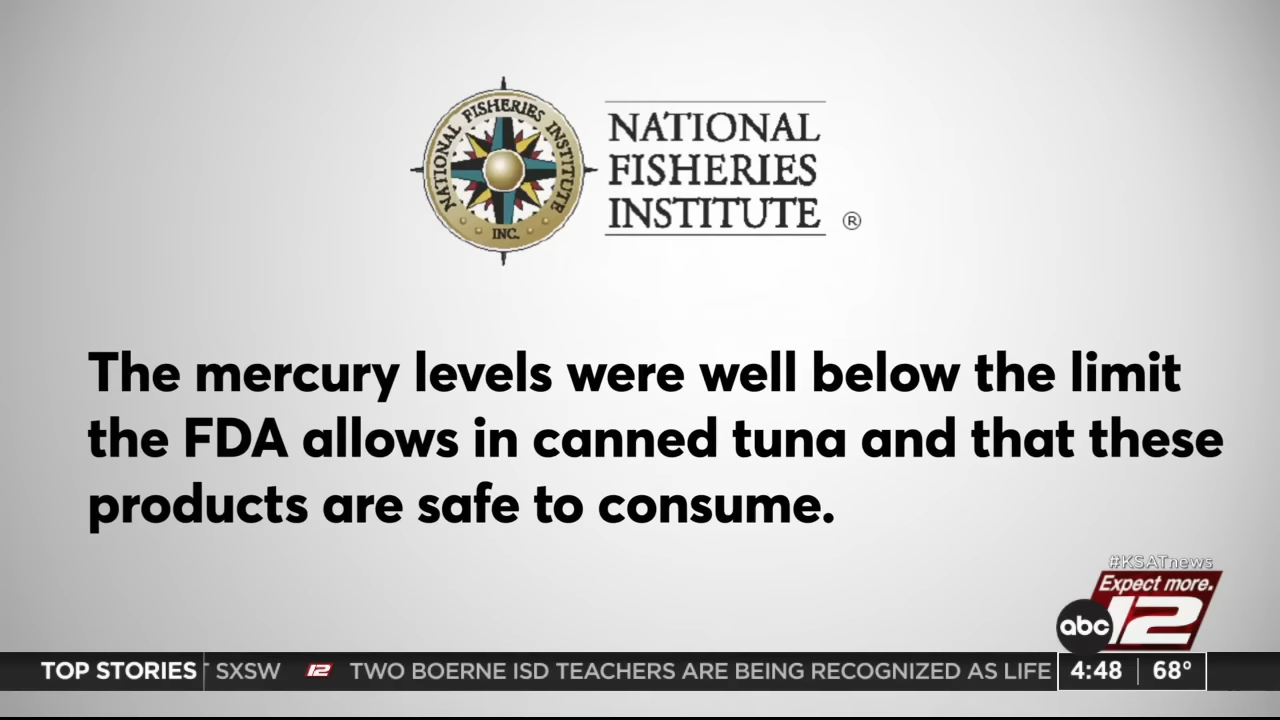 NATIONAL FISHERIES INSTITUTE
INC.
NATIONAL
FISHERIES
INSTITUTE ®
The mercury levels were well below the limit
the FDA allows in canned tuna and that these
products are safe to consume.
#KSATnews
Expect more.
abc 12
TOP STORIES SXSW 12 TWO BOERNE ISD TEACHERS ARE BEING RECOGNIZED AS LIFE 4:48 68°